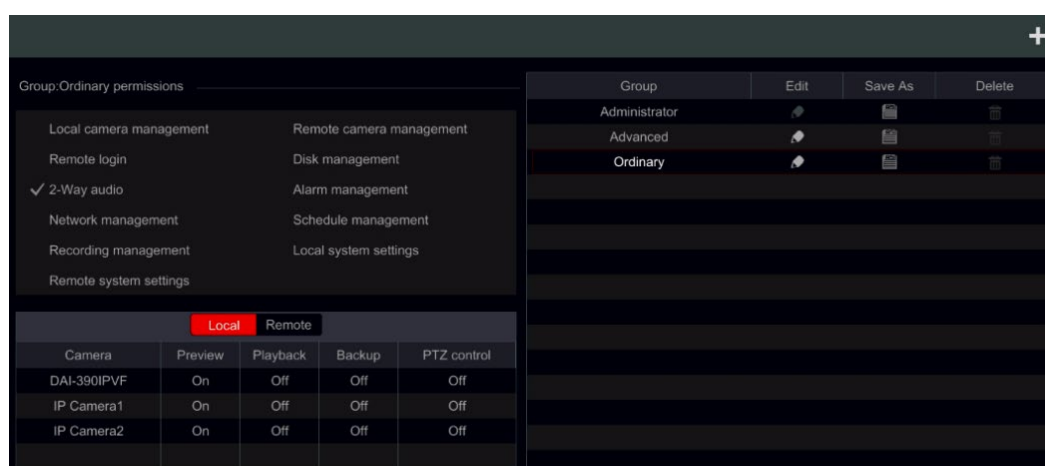 +
Group:Ordinary permissions
Local camera management Remote camera management
Remote login Disk management
2-Way audio Alarm management
Network management Schedule management
Recording management Local system settings
Remote system settings
Local Remote
Camera Preview Playback Backup PTZ control
DAI-390IPVF On Off Off Off
IP Camera1 On Off Off Off
IP Camera2 On Off Off Off
Group Edit Save As Delete
Administrator
Advanced
Ordinary